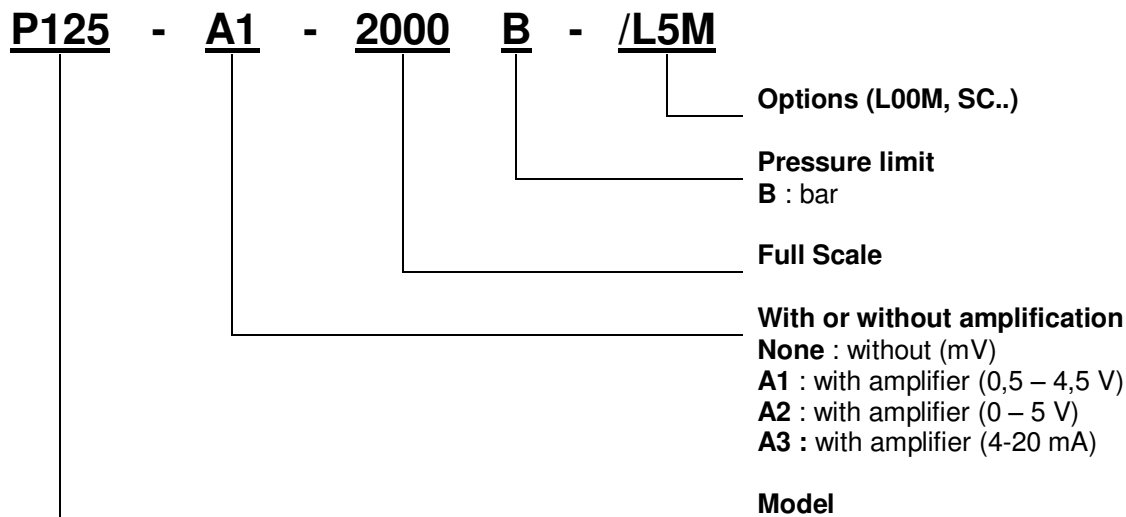 P125 - A1 - 2000 B - /L5M
Options (L00M, SC..)
Pressure limit
B : bar
Full Scale
With or without amplification
None : without (mV)
A1 : with amplifier (0,5 – 4,5 V)
A2 : with amplifier (0 – 5 V)
A3 : with amplifier (4-20 mA)
Model